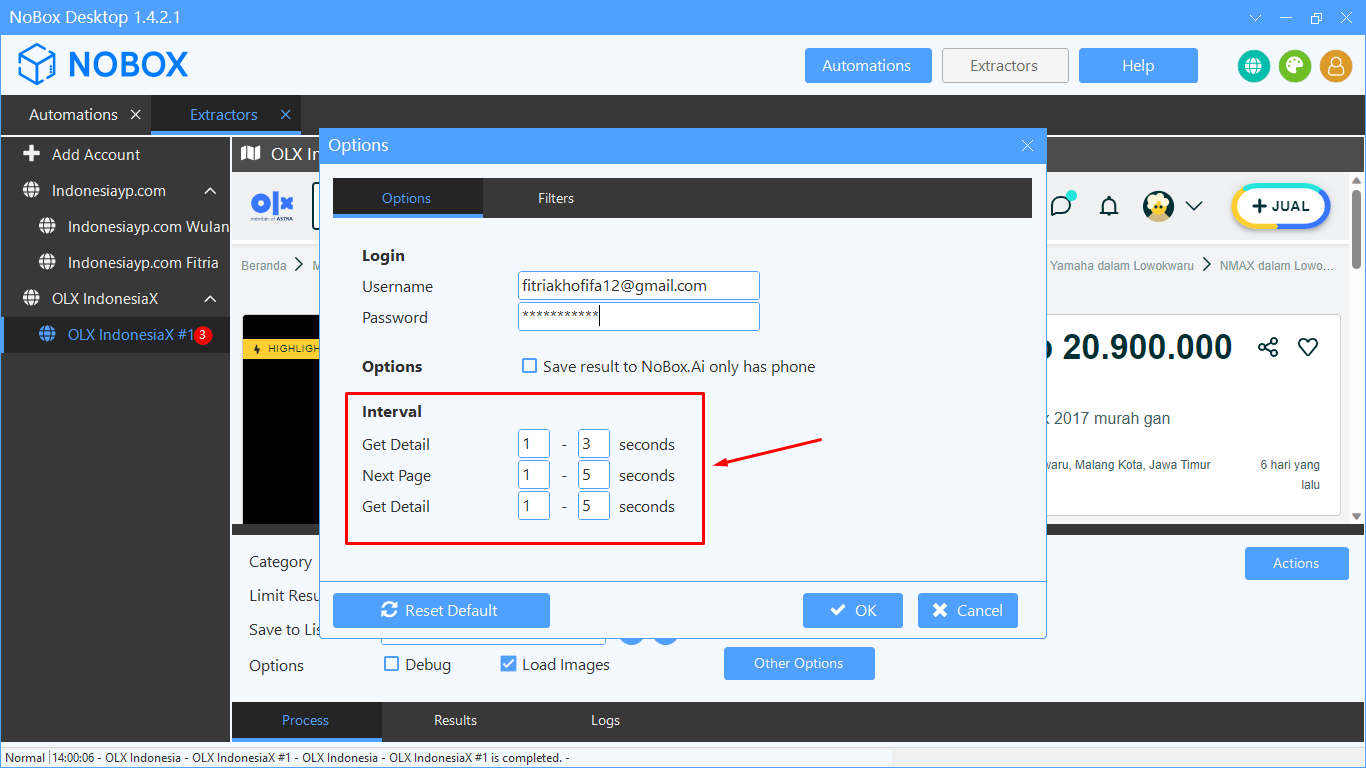 NoBox Desktop 1.4.2.1
NOBOX
Automations
Extractors
Help
Automations
Extractors
Add Account
Indonesiayp.com
Indonesiayp.com Wulan
Indonesiayp.com Fitria
OLX IndonesiaX
OLX IndonesiaX #1
3
OLX In
olx
member of ASTRA
+ JUAL
Beranda
M
Yamaha dalam Lowokwaru
NMAX dalam Lowo...
HIGHLIGH
20.900.000
2017 murah gan
waru, Malang Kota, Jawa Timur
6 hari yang
lalu
Options
Options
Filters
Login
Username
fitriakhofifa12@gmail.com
Password
***********
Options
Save result to NoBox.Ai only has phone
Interval
Get Detail
1 - 3 seconds
Next Page
1 - 5 seconds
Get Detail
1 - 5 seconds
Reset Default
OK
Cancel
Category
Actions
Limit Resu
Save to Lis
Options
Debug
Load Images
Other Options
Process
Results
Logs
Normal
14:00:06 - OLX Indonesia - OLX IndonesiaX #1 - OLX Indonesia - OLX IndonesiaX #1 is completed. -